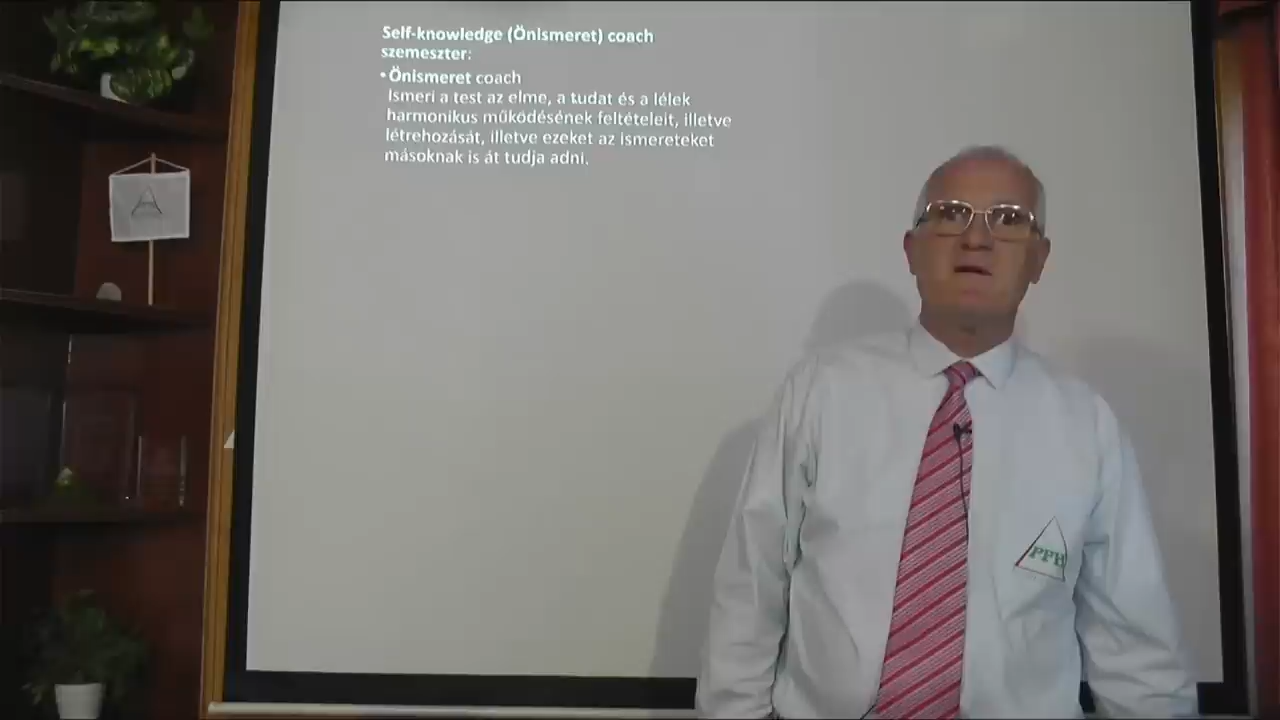 Self-knowledge (Önismeret) coach
szemeszter:
• Önismeret coach
Ismeri a test az elme, a tudat és a lélek
harmonikus működésének feltételeit, illetve
létrehozását, illetve ezeket az ismereteket
másoknak is át tudja adni.
PPH